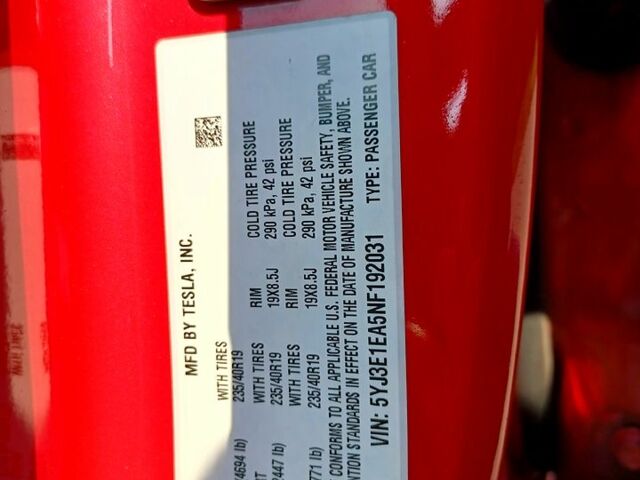 MFD BY TESLA, INC.
WITH TIRES RIM COLD TIRE PRESSURE
4694 lb) 235/40R19 19X8.5J 290 kPa, 42 psi
WITH TIRES RIM COLD TIRE PRESSURE
2447 lb) 235/40R19 19X8.5J 290 kPa, 42 psi
771 lb) 235/40R19
CONFORMS TO ALL APPLICABLE U.S. FEDERAL MOTOR VEHICLE SAFETY, BUMPER, AND
STANDARDS IN EFFECT ON THE DATE OF MANUFACTURE SHOWN ABOVE.
VIN: 5YJ3E1EA5NF192031 TYPE: PASSENGER CAR